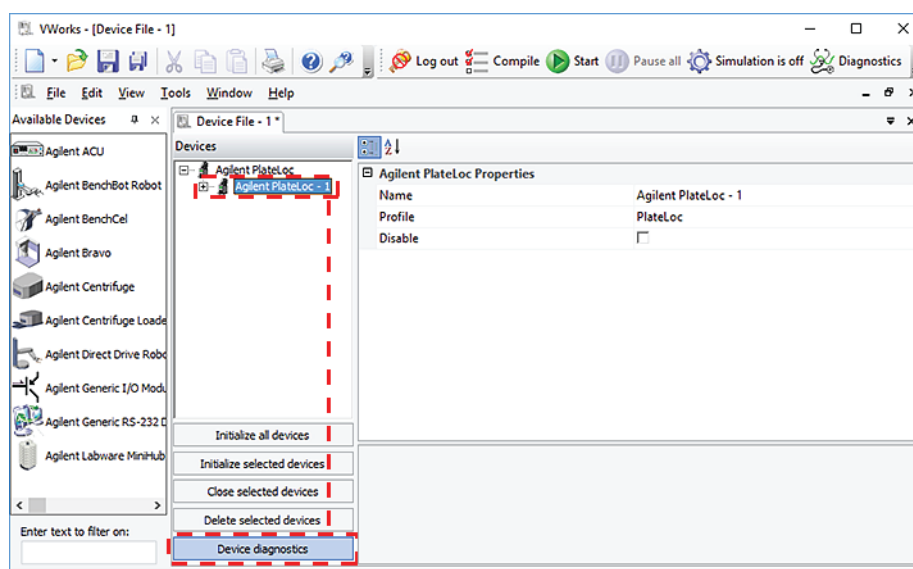 VWorks - [Device File - 1]
Log out Compile Start Pause all Simulation is off Diagnostics
File Edit View Tools Window Help
Available Devices
Agilent ACU
Agilent BenchBot Robot
Agilent BenchCel
Agilent Bravo
Agilent Centrifuge
Agilent Centrifuge Loade
Agilent Direct Drive Robo
Agilent Generic I/O Modu
Agilent Generic RS-232 D
Agilent Labware MiniHub
Enter text to filter on:
Device File - 1 *
Devices
Agilent PlateLoc
Agilent PlateLoc - 1
Initialize all devices
Initialize selected devices
Close selected devices
Delete selected devices
Device diagnostics
Agilent PlateLoc Properties
Name Agilent PlateLoc - 1
Profile PlateLoc
Disable